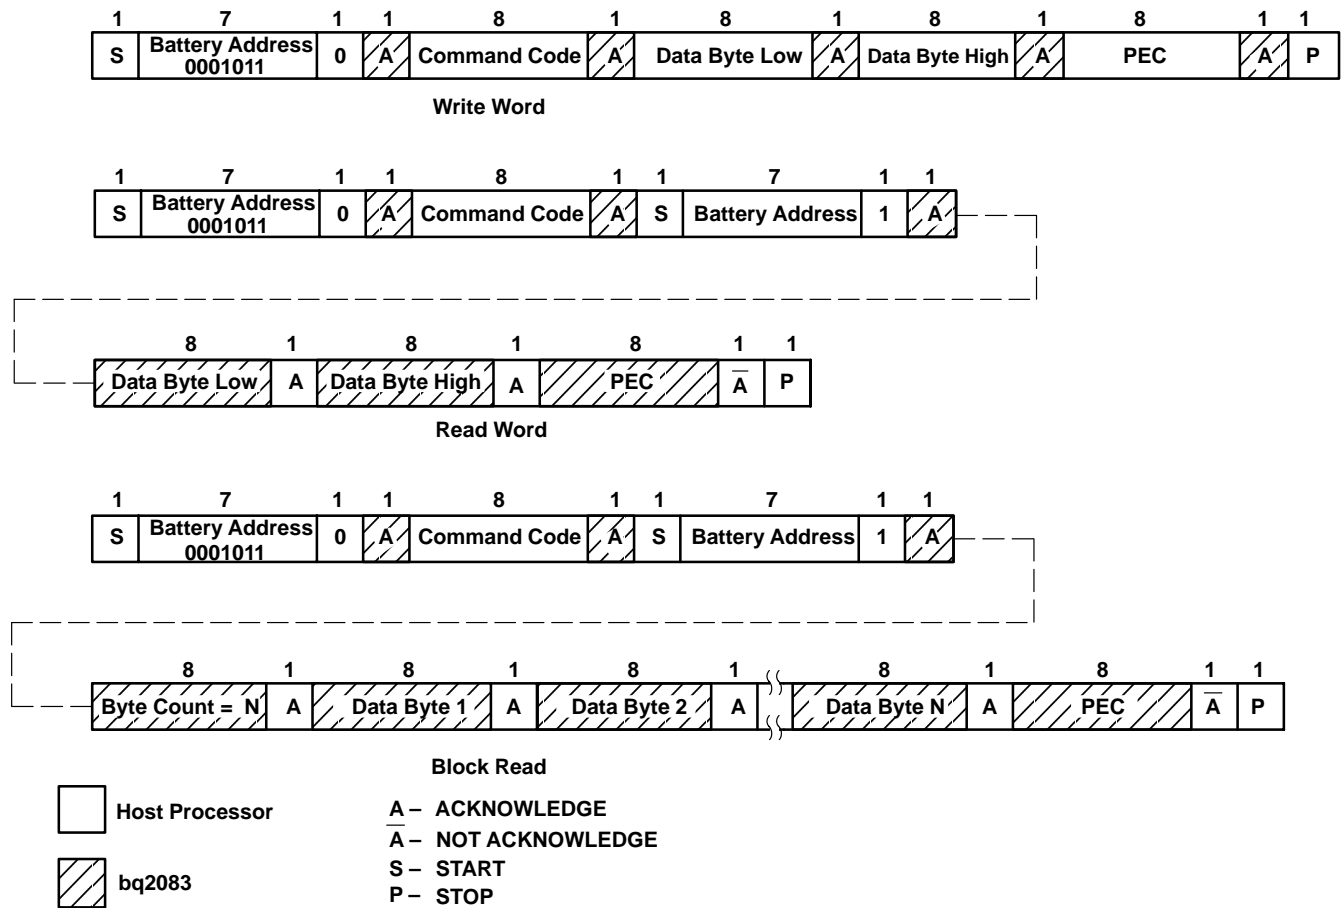 1 7 1 1 8 1 8 1 8 1 8 1 1
S Battery Address 0001011 0 A Command Code A Data Byte Low A Data Byte High A PEC A P
Write Word
1 7 1 1 8 1 1 7 1 1
S Battery Address 0001011 0 A Command Code A S Battery Address 1 A
8 1 8 1 8 1 1
Data Byte Low A Data Byte High A PEC A̅ P
Read Word
1 7 1 1 8 1 1 7 1 1
S Battery Address 0001011 0 A Command Code A S Battery Address 1 A
8 1 8 1 8 1 8 1 8 1 1
Byte Count = N A Data Byte 1 A Data Byte 2 A Data Byte N A PEC A̅ P
Block Read
Host Processor
bq2083
A – ACKNOWLEDGE
A̅ – NOT ACKNOWLEDGE
S – START
P – STOP